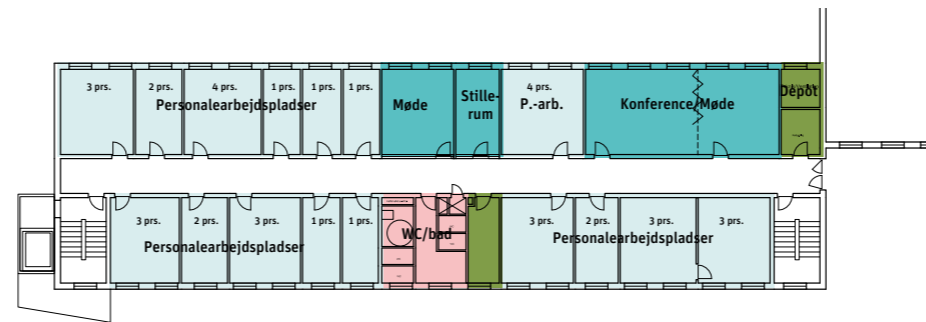 3 prs.
2 prs.
4 prs.
1 prs.
1 prs.
1 prs.
Personalearbejdspladser
Møde
Stille-
rum
4 prs.
P.-arb.
Konference/Møde
Depot
3 prs.
2 prs.
3 prs.
1 prs.
1 prs.
Personalearbejdspladser
WC/bad
3 prs.
2 prs.
3 prs.
3 prs.
Personalearbejdspladser